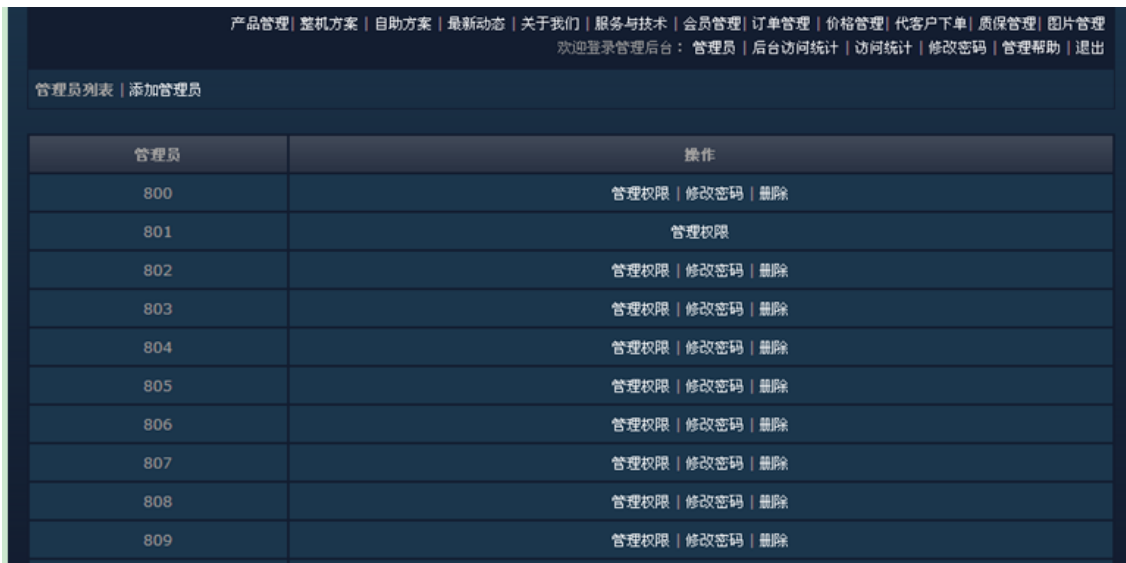 产品管理| 整机方案 | 自助方案 | 最新动态 | 关于我们 | 服务与技术 | 会员管理| 订单管理 | 价格管理| 代客户下单| 质保管理| 图片管理
欢迎登录管理后台： 管理员 | 后台访问统计 | 访问统计 | 修改密码 | 管理帮助 | 退出
管理员列表 | 添加管理员
管理员 操作
800 管理权限 | 修改密码 | 删除
801 管理权限
802 管理权限 | 修改密码 | 删除
803 管理权限 | 修改密码 | 删除
804 管理权限 | 修改密码 | 删除
805 管理权限 | 修改密码 | 删除
806 管理权限 | 修改密码 | 删除
807 管理权限 | 修改密码 | 删除
808 管理权限 | 修改密码 | 删除
809 管理权限 | 修改密码 | 删除